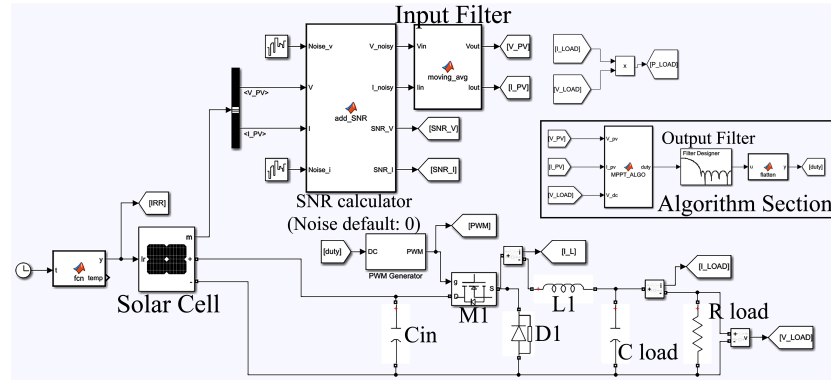 Input Filter
Noise_v
V_noisy
V
I_noisy
<V_PV>
add_SNR
I
SNR_V
<I_PV>
Noise_i
SNR_I
Vin
Vout
Iin
Iout
moving_avg
[V_PV]
[I_PV]
[SNR_V]
[SNR_I]
SNR calculator
(Noise default: 0)
[I_LOAD]
[V_LOAD]
x
[P_LOAD]
[V_PV]
[I_PV]
[V_LOAD]
V_pv
I_pv
duty
MPPT_ALGO
V_dc
Output Filter
Filter Designer
u
y
flatten
[duty]
Algorithm Section
[IRR]
t
y
fcn
temp
Ir
m
+
-
Solar Cell
[duty]
DC
PWM
PWM Generator
[PWM]
g
D
S
M1
i
+
-
[I_L]
L1
i
+
-
[I_LOAD]
Cin
D1
C load
R load
+
-
v
[V_LOAD]